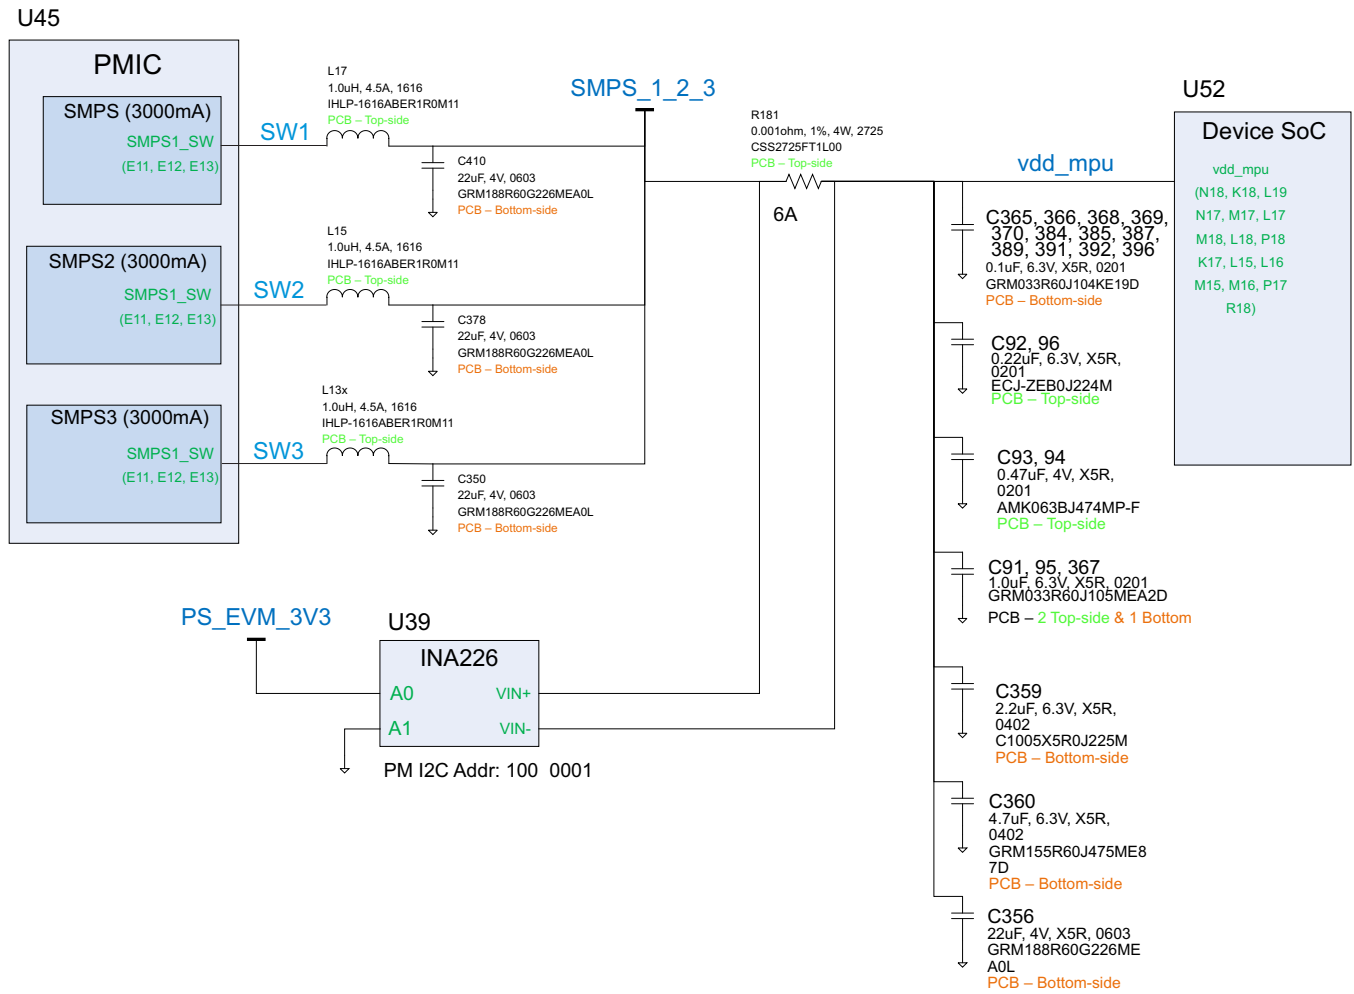 U45
PMIC
SMPS (3000mA)
SMPS1_SW
(E11, E12, E13)
SW1
L17
1.0uH, 4.5A, 1616
IHLP-1616ABER1R0M11
PCB – Top-side
C410
22uF, 4V, 0603
GRM188R60G226MEA0L
PCB – Bottom-side
SMPS2 (3000mA)
SMPS1_SW
(E11, E12, E13)
SW2
L15
1.0uH, 4.5A, 1616
IHLP-1616ABER1R0M11
PCB – Top-side
C378
22uF, 4V, 0603
GRM188R60G226MEA0L
PCB – Bottom-side
SMPS3 (3000mA)
SMPS1_SW
(E11, E12, E13)
SW3
L13x
1.0uH, 4.5A, 1616
IHLP-1616ABER1R0M11
PCB – Top-side
C350
22uF, 4V, 0603
GRM188R60G226MEA0L
PCB – Bottom-side
SMPS_1_2_3
R181
0.001ohm, 1%, 4W, 2725
CSS2725FT1L00
PCB – Top-side
6A
vdd_mpu
U52
Device SoC
vdd_mpu
(N18, K18, L19
N17, M17, L17
M18, L18, P18
K17, L15, L16
M15, M16, P17
R18)
C365, 366, 368, 369,
370, 384, 385, 387,
389, 391, 392, 396
0.1uF, 6.3V, X5R, 0201
GRM033R60J104KE19D
PCB – Bottom-side
C92, 96
0.22uF, 6.3V, X5R,
0201
ECJ-ZEB0J224M
PCB – Top-side
C93, 94
0.47uF, 4V, X5R,
0201
AMK063BJ474MP-F
PCB – Top-side
C91, 95, 367
1.0uF, 6.3V, X5R, 0201
GRM033R60J105MEA2D
PCB – 2 Top-side & 1 Bottom
C359
2.2uF, 6.3V, X5R,
0402
C1005X5R0J225M
PCB – Bottom-side
C360
4.7uF, 6.3V, X5R,
0402
GRM155R60J475ME8
7D
PCB – Bottom-side
C356
22uF, 4V, X5R, 0603
GRM188R60G226ME
A0L
PCB – Bottom-side
PS_EVM_3V3
U39
INA226
A0
VIN+
A1
VIN-
PM I2C Addr: 100 0001